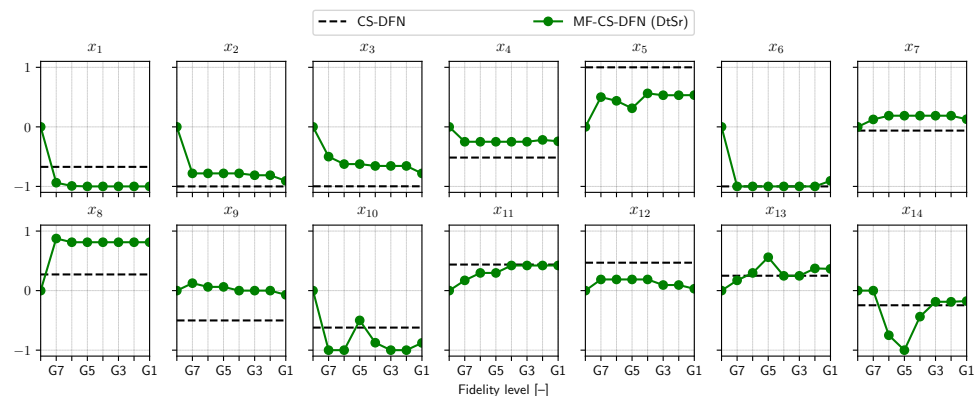 CS-DFN MF-CS-DFN (DtSr)
x1 x2 x3 x4 x5 x6 x7
1
0
−1
x8 x9 x10 x11 x12 x13 x14
1
0
−1
G7 G5 G3 G1 G7 G5 G3 G1 G7 G5 G3 G1 G7 G5 G3 G1 G7 G5 G3 G1 G7 G5 G3 G1 G7 G5 G3 G1
Fidelity level [–]